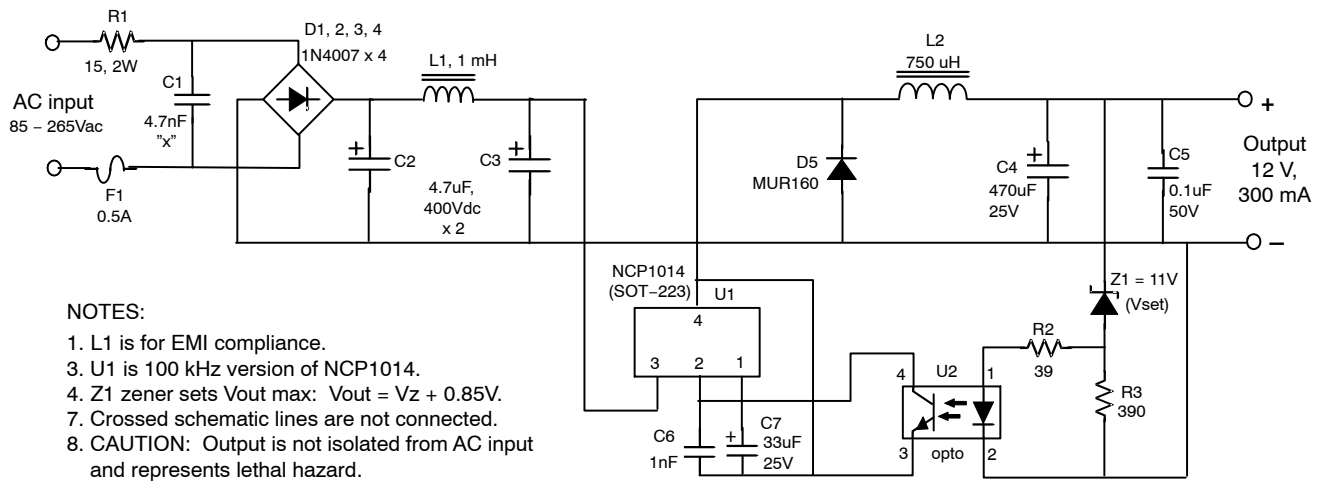 R1
15, 2W
AC input
85 – 265Vac
C1
4.7nF
"x"
F1
0.5A
D1, 2, 3, 4
1N4007 x 4
L1, 1 mH
+
C2
+
C3
4.7uF,
400Vdc
x 2
L2
750 uH
D5
MUR160
+
C4
470uF
25V
C5
0.1uF
50V
+
Output
12 V,
300 mA
–
NCP1014
(SOT–223)
U1
4
3 2 1
C6
1nF
+
C7
33uF
25V
4
U2
1
3
opto
2
R2
39
Z1 = 11V
(Vset)
R3
390
NOTES:
1. L1 is for EMI compliance.
3. U1 is 100 kHz version of NCP1014.
4. Z1 zener sets Vout max: Vout = Vz + 0.85V.
7. Crossed schematic lines are not connected.
8. CAUTION: Output is not isolated from AC input
and represents lethal hazard.